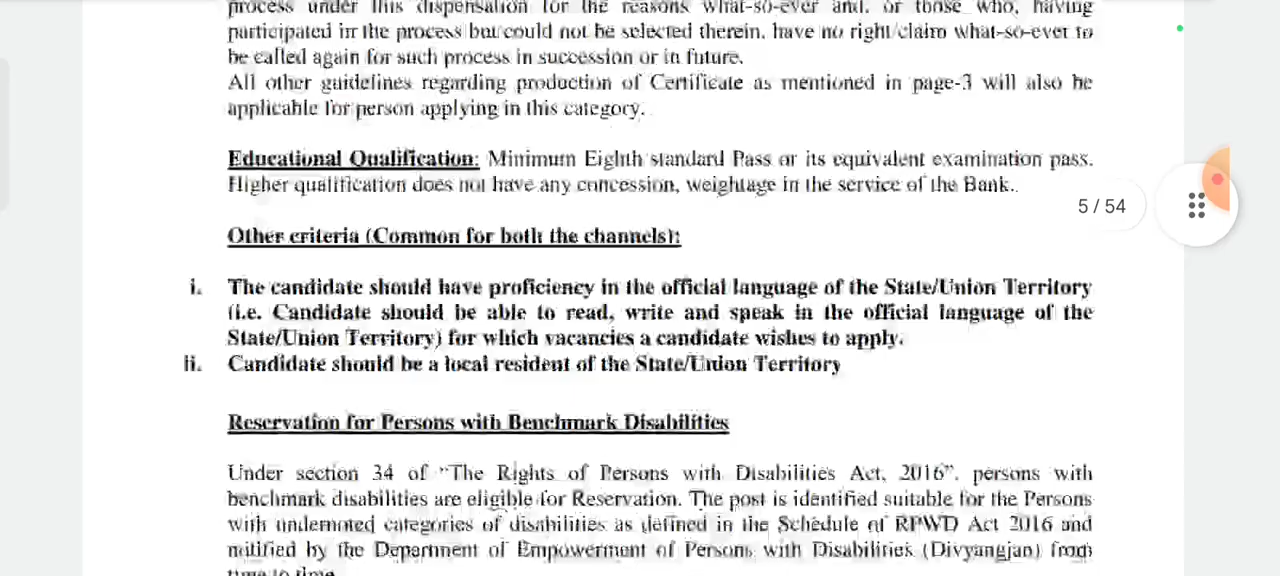 process under this dispensation for the reasons what-so-ever and. or those who, having
participated in the process but could not be selected therein, have no right/claim what-so-ever to
be called again for such process in succession or in future.
All other guidelines regarding production of Certificate as mentioned in page-3 will also be
applicable for person applying in this category.
Educational Qualification: Minimum Eighth standard Pass or its equivalent examination pass.
Higher qualification does not have any concession, weightage in the service of the Bank..
5 / 54
Other criteria (Common for both the channels):
i. The candidate should have proficiency in the official language of the State/Union Territory
(i.e. Candidate should be able to read, write and speak in the official language of the
State/Union Territory) for which vacancies a candidate wishes to apply.
ii. Candidate should be a local resident of the State/Union Territory
Reservation for Persons with Benchmark Disabilities
Under section 34 of "The Rights of Persons with Disabilities Act, 2016", persons with
benchmark disabilities are eligible for Reservation. The post is identified suitable for the Persons
with undernoted categories of disabilities as defined in the Schedule of RPWD Act 2016 and
notified by the Department of Empowerment of Persons with Disabilities (Divyangjan) from
time to time